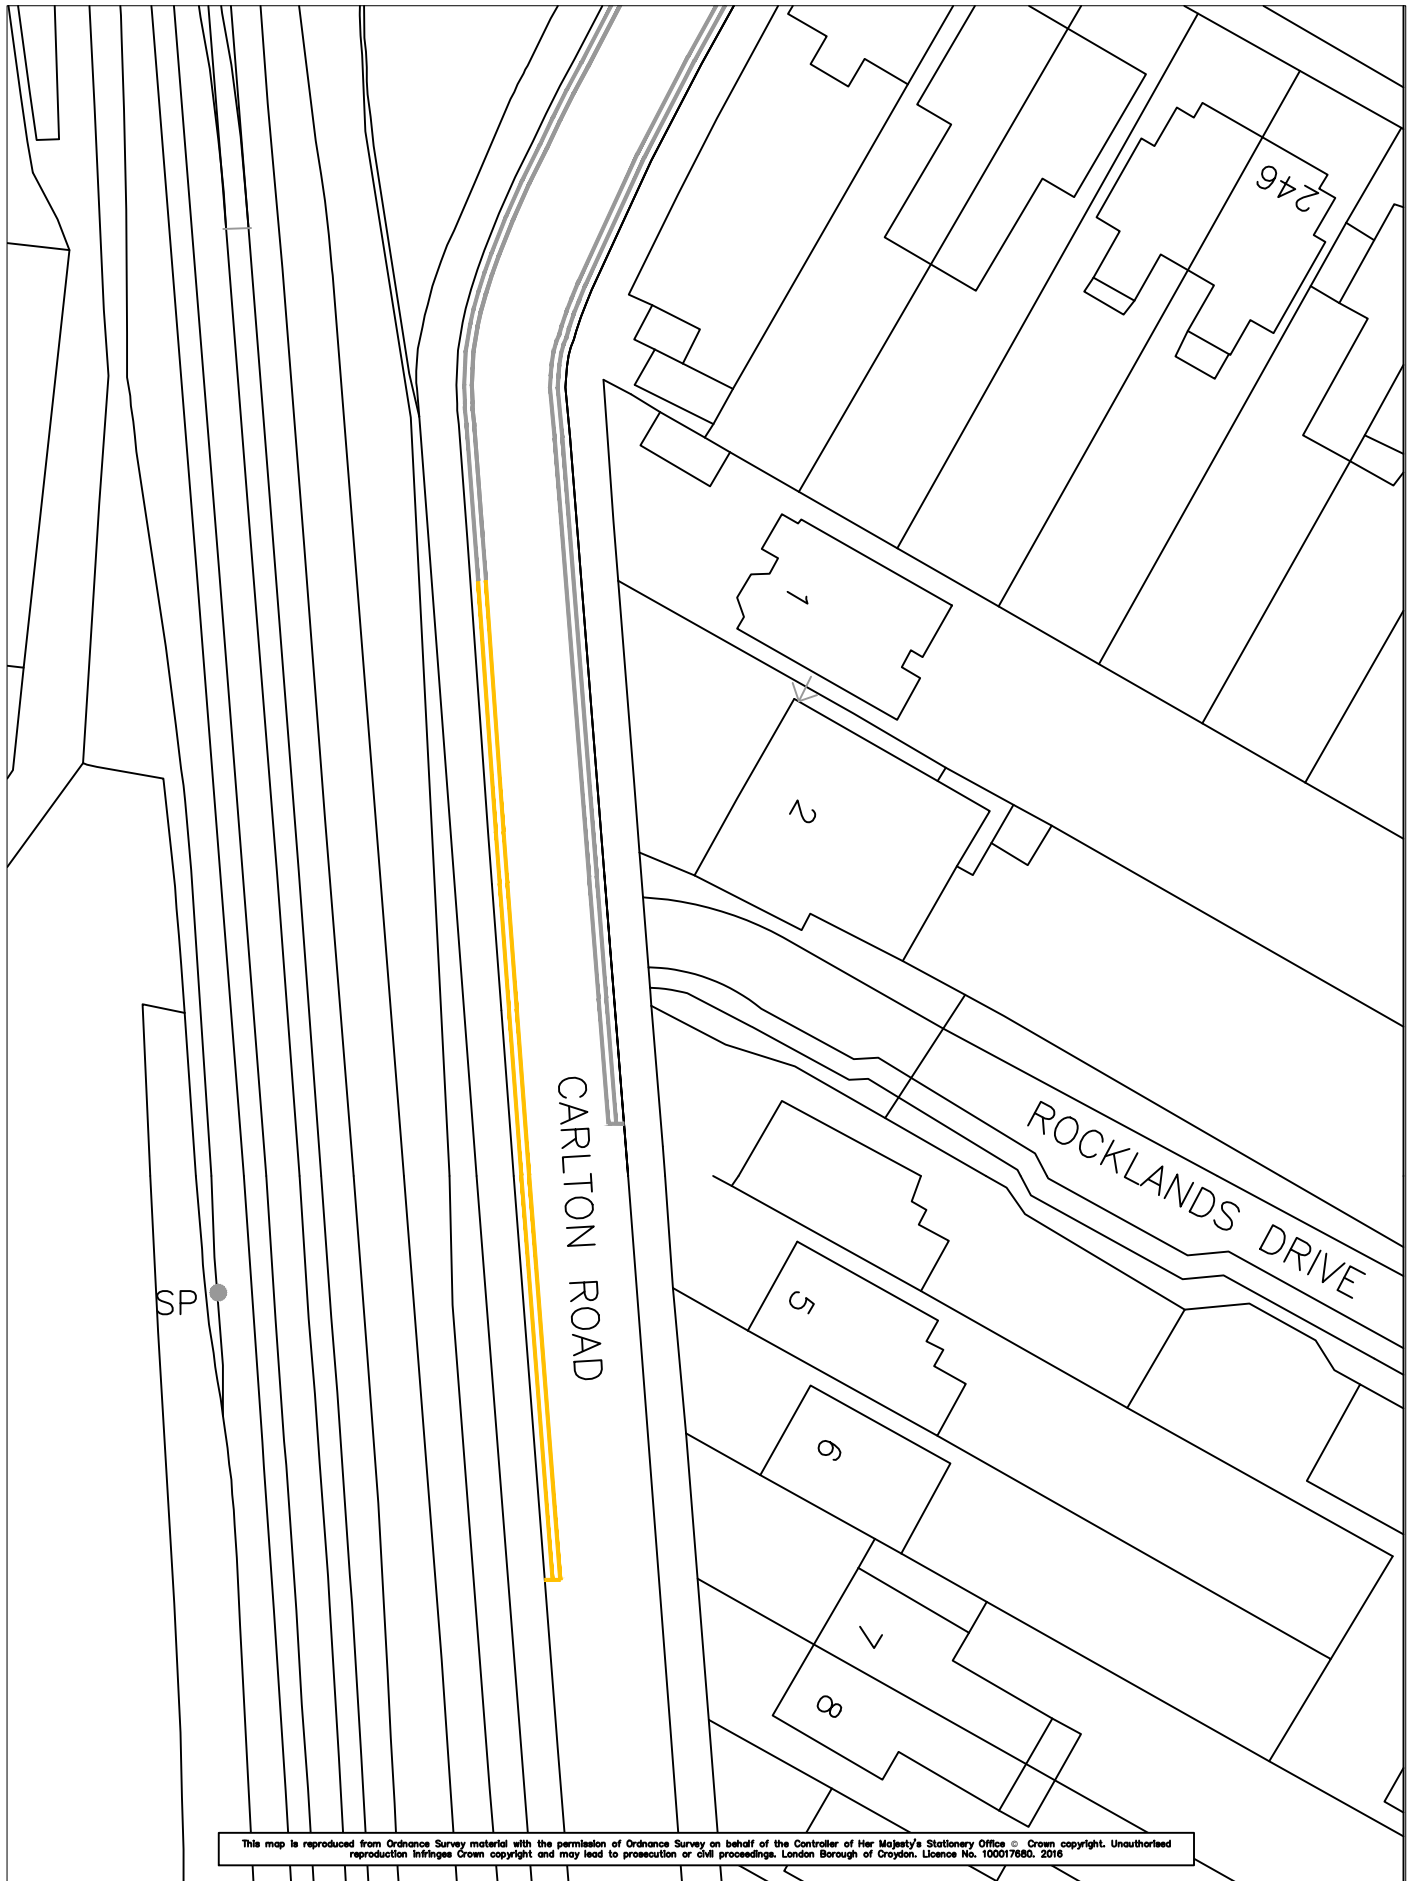 246
1
2
ROCKLANDS DRIVE
CARLTON ROAD
SP
5
6
7
8
This map is reproduced from Ordnance Survey material with the permission of Ordnance Survey on behalf of the Controller of Her Majesty's Stationery Office © Crown copyright. Unauthorised
reproduction infringes Crown copyright and may lead to prosecution or civil proceedings. London Borough of Croydon. Licence No. 100017680. 2016